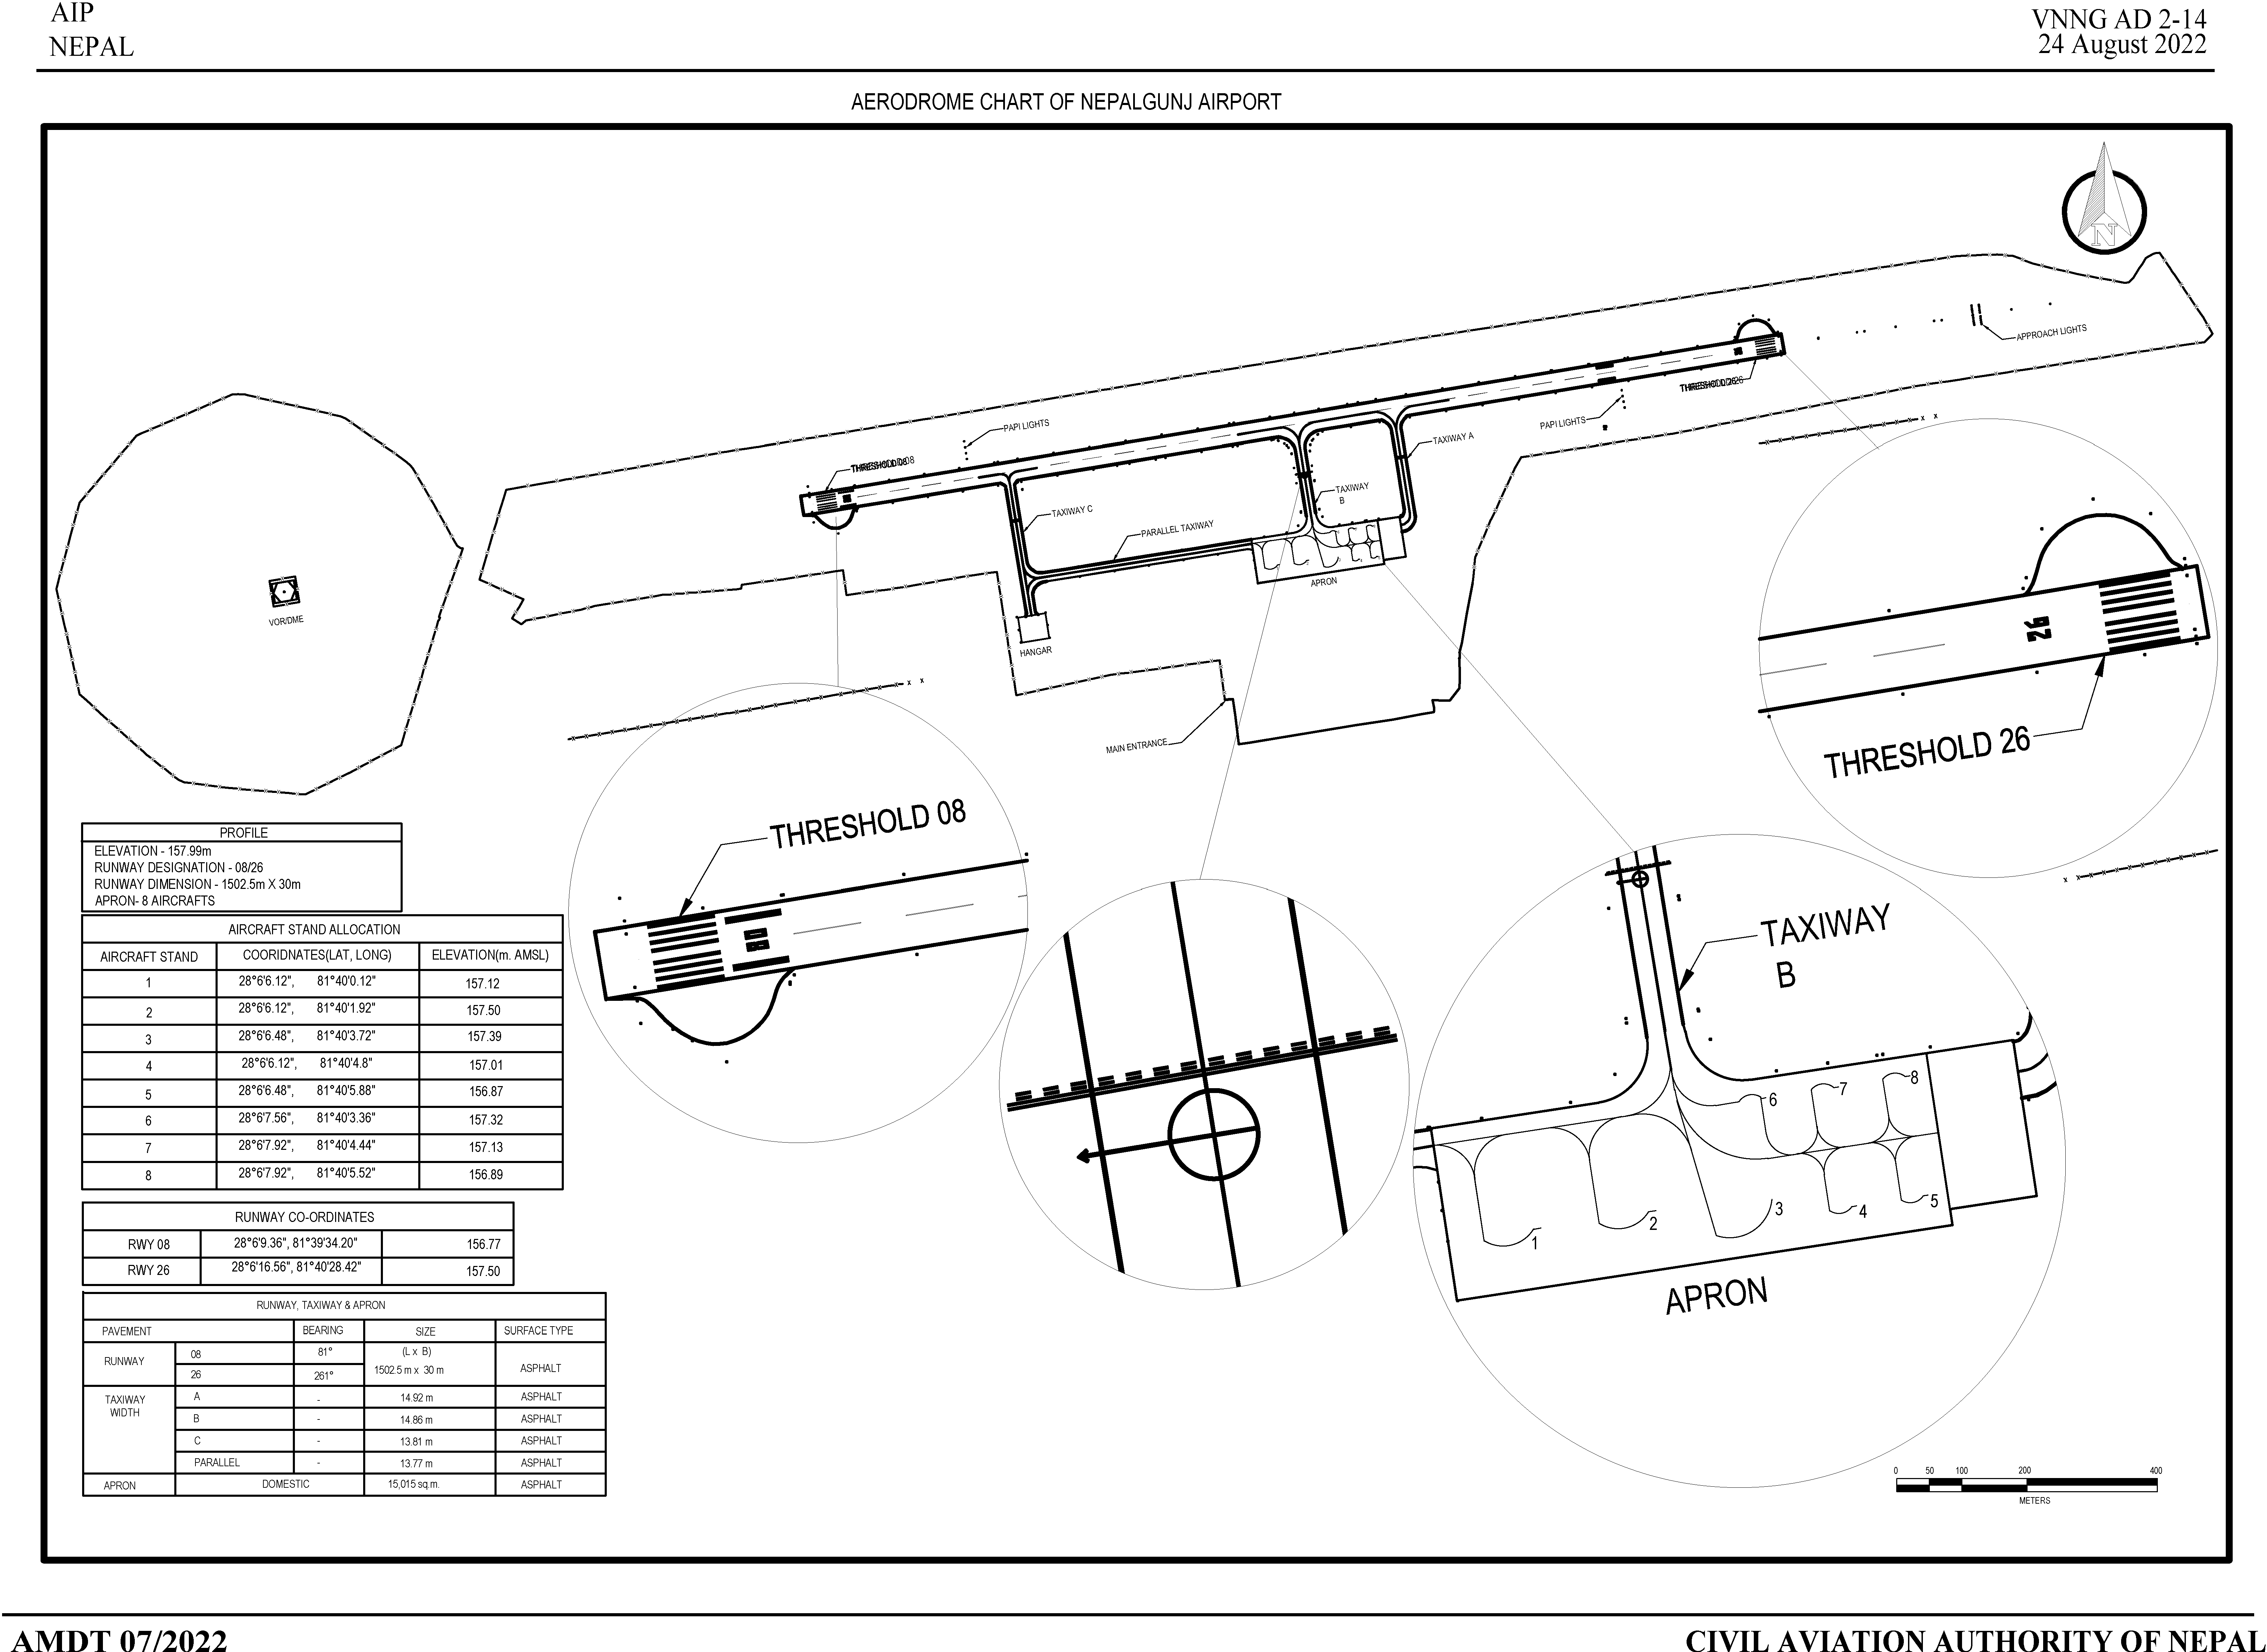 AIP
NEPAL
VNNG AD 2-14
24 August 2022
AERODROME CHART OF NEPALGUNJ AIRPORT
N
APPROACH LIGHTS
PAPI LIGHTS
PAPI LIGHTS
TAXIWAY A
TAXIWAY
B
TAXIWAY C
PARALLEL TAXIWAY
APRON
HANGAR
VOR/DME
MAIN ENTRANCE
THRESHOLD 08
THRESHOLD 26
26
THRESHOLD 26
THRESHOLD 08
08
TAXIWAY
B
6
7
8
1
2
3
4
5
APRON
PROFILE
ELEVATION - 157.99m
RUNWAY DESIGNATION - 08/26
RUNWAY DIMENSION - 1502.5m X 30m
APRON- 8 AIRCRAFTS
AIRCRAFT STAND ALLOCATION
AIRCRAFT STAND COORIDNATES(LAT, LONG) ELEVATION(m. AMSL)
1 28°6'6.12", 81°40'0.12" 157.12
2 28°6'6.12", 81°40'1.92" 157.50
3 28°6'6.48", 81°40'3.72" 157.39
4 28°6'6.12", 81°40'4.8" 157.01
5 28°6'6.48", 81°40'5.88" 156.87
6 28°6'7.56", 81°40'3.36" 157.32
7 28°6'7.92", 81°40'4.44" 157.13
8 28°6'7.92", 81°40'5.52" 156.89
RUNWAY CO-ORDINATES
RWY 08 28°6'9.36", 81°39'34.20" 156.77
RWY 26 28°6'16.56", 81°40'28.42" 157.50
RUNWAY, TAXIWAY & APRON
PAVEMENT BEARING SIZE SURFACE TYPE
RUNWAY 08 81° (L x B)
26 261° 1502.5 m x 30 m ASPHALT
TAXIWAY WIDTH A - 14.92 m ASPHALT
B - 14.86 m ASPHALT
C - 13.81 m ASPHALT
PARALLEL - 13.77 m ASPHALT
APRON DOMESTIC 15,015 sq.m. ASPHALT
0 50 100 200 400
METERS
AMDT 07/2022
CIVIL AVIATION AUTHORITY OF NEPAL